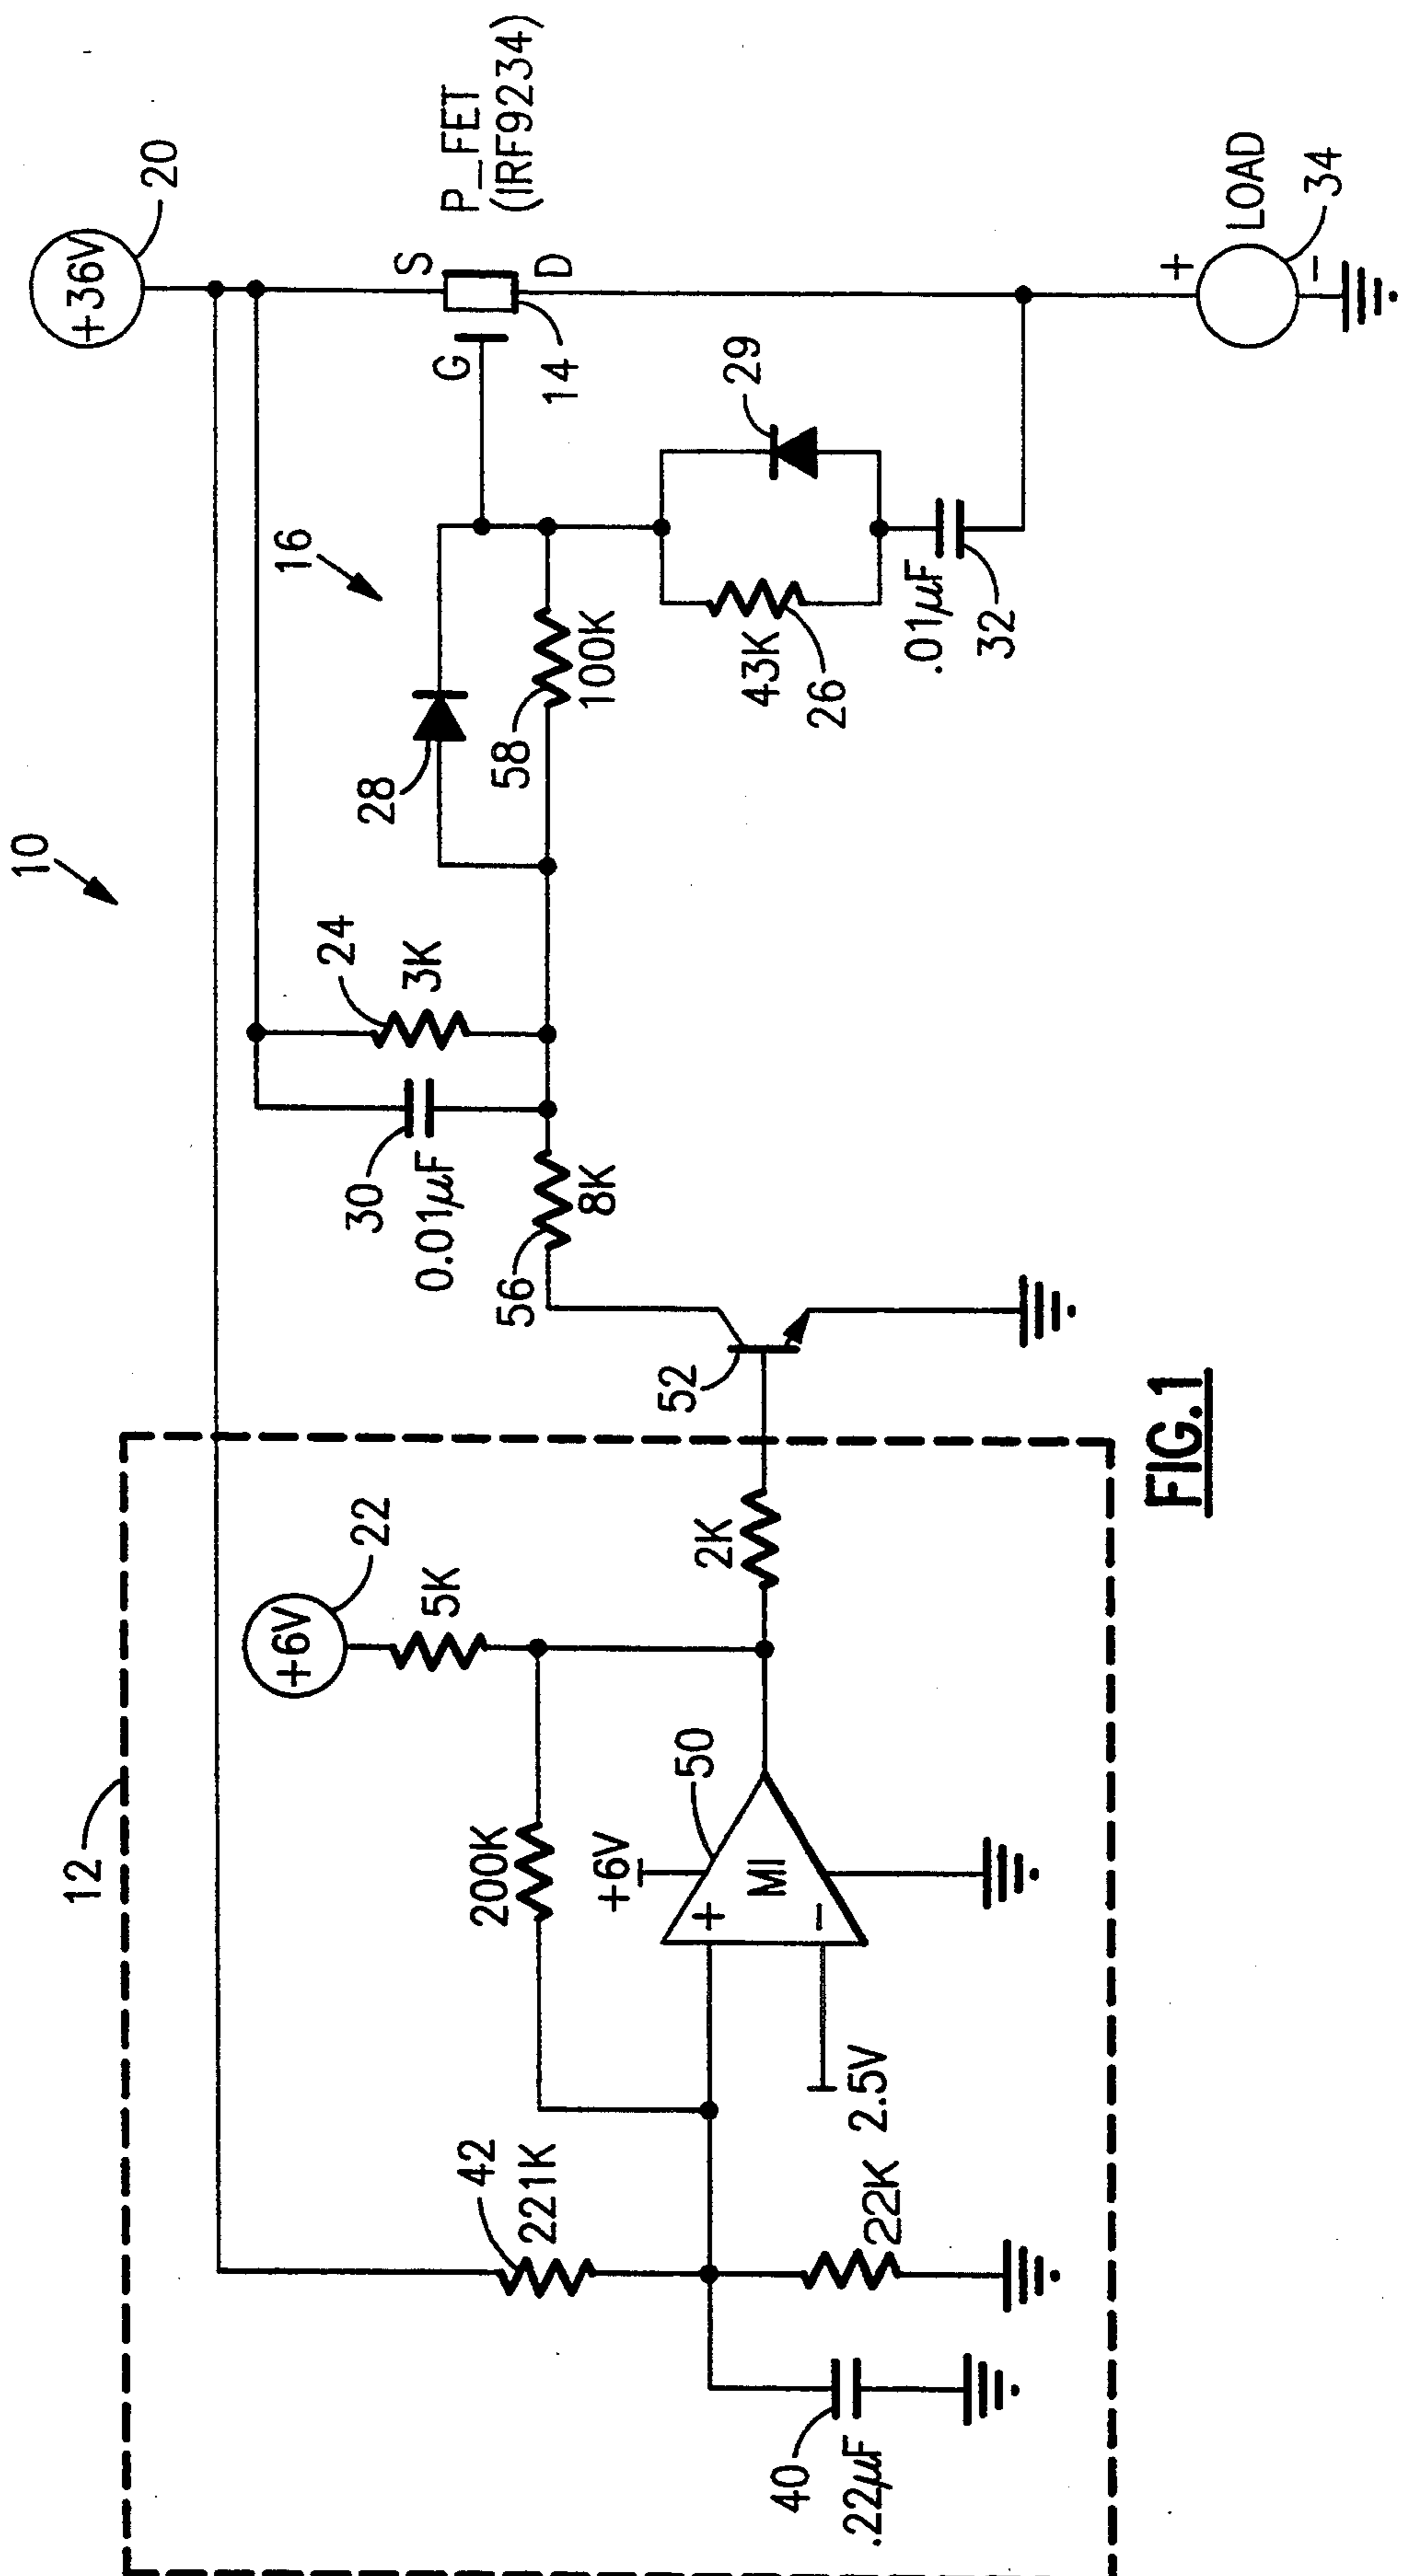 10
12
+36V
20
P_FET
(IRF9234)
S
G
D
14
16
28
58
100K
24
3K
30
0.01µF
56
8K
29
43K
26
.01µF
32
LOAD
+
−
34
52
+6V
22
5K
2K
200K
50
+6V
+
MI
−
2.5V
42
221K
22K
40
.22µF
FIG.1